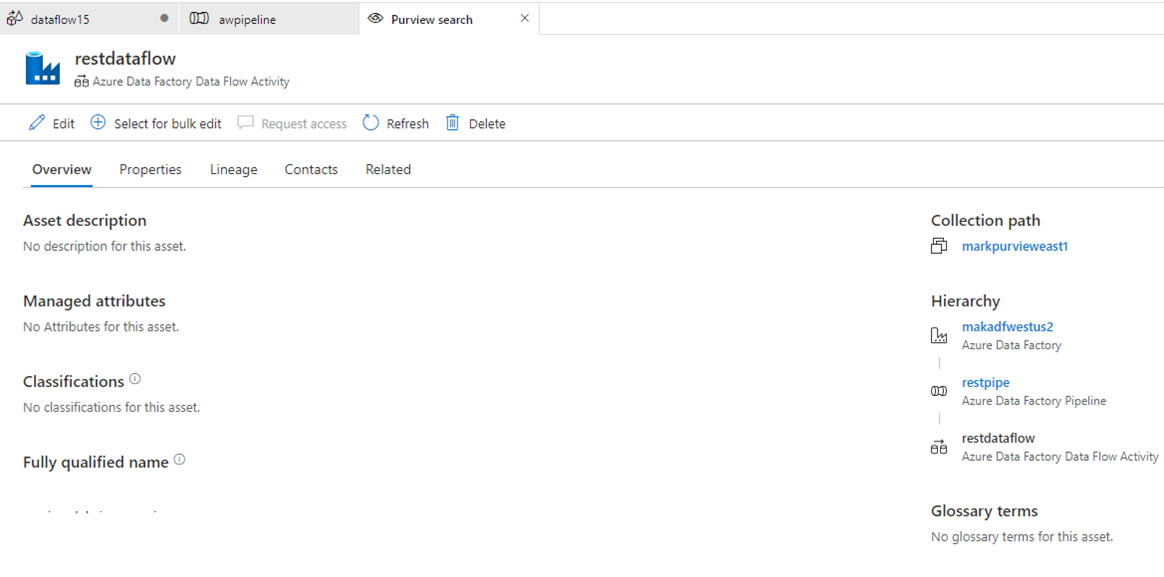 dataflow15
awpipeline
Purview search
restdataflow
Azure Data Factory Data Flow Activity
Edit
Select for bulk edit
Request access
Refresh
Delete
Overview
Properties
Lineage
Contacts
Related
Asset description
No description for this asset.
Managed attributes
No Attributes for this asset.
Classifications
No classifications for this asset.
Fully qualified name
Collection path
markpurvieweast1
Hierarchy
makadfwestus2
Azure Data Factory
restpipe
Azure Data Factory Pipeline
restdataflow
Azure Data Factory Data Flow Activity
Glossary terms
No glossary terms for this asset.